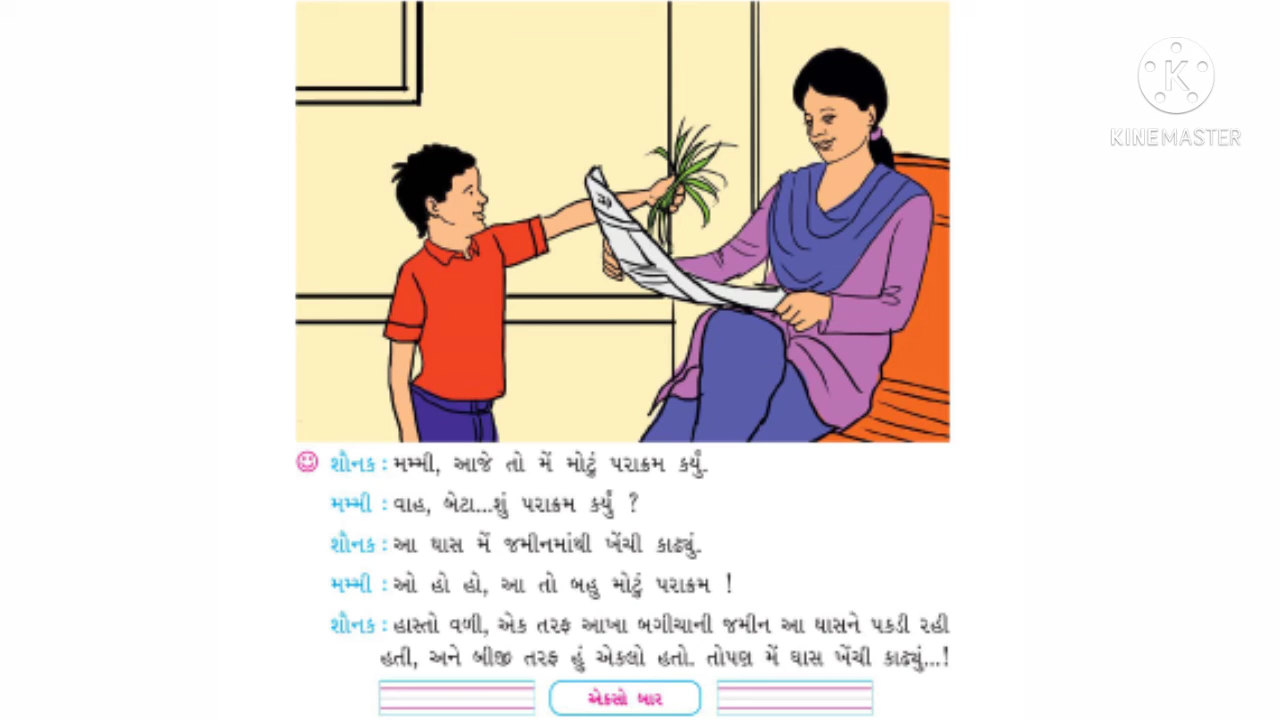 KINEMASTER
શૌનક : મમ્મી, આજે તો મેં મોટું પરાક્રમ કર્યું.
મમ્મી : વાહ, બેટા...શું પરાક્રમ કર્યું ?
શૌનક : આ ઘાસ મેં જમીનમાંથી ખેંચી કાઢ્યું.
મમ્મી : ઓ હો હો, આ તો બહુ મોટું પરાક્રમ !
શૌનક : હાસ્તો વળી, એક તરફ આખા બગીચાની જમીન આ ઘાસને પકડી રહી
હતી, અને બીજી તરફ હું એકલો હતો. તોપણ મેં ઘાસ ખેંચી કાઢ્યું...!
એકસો બાર